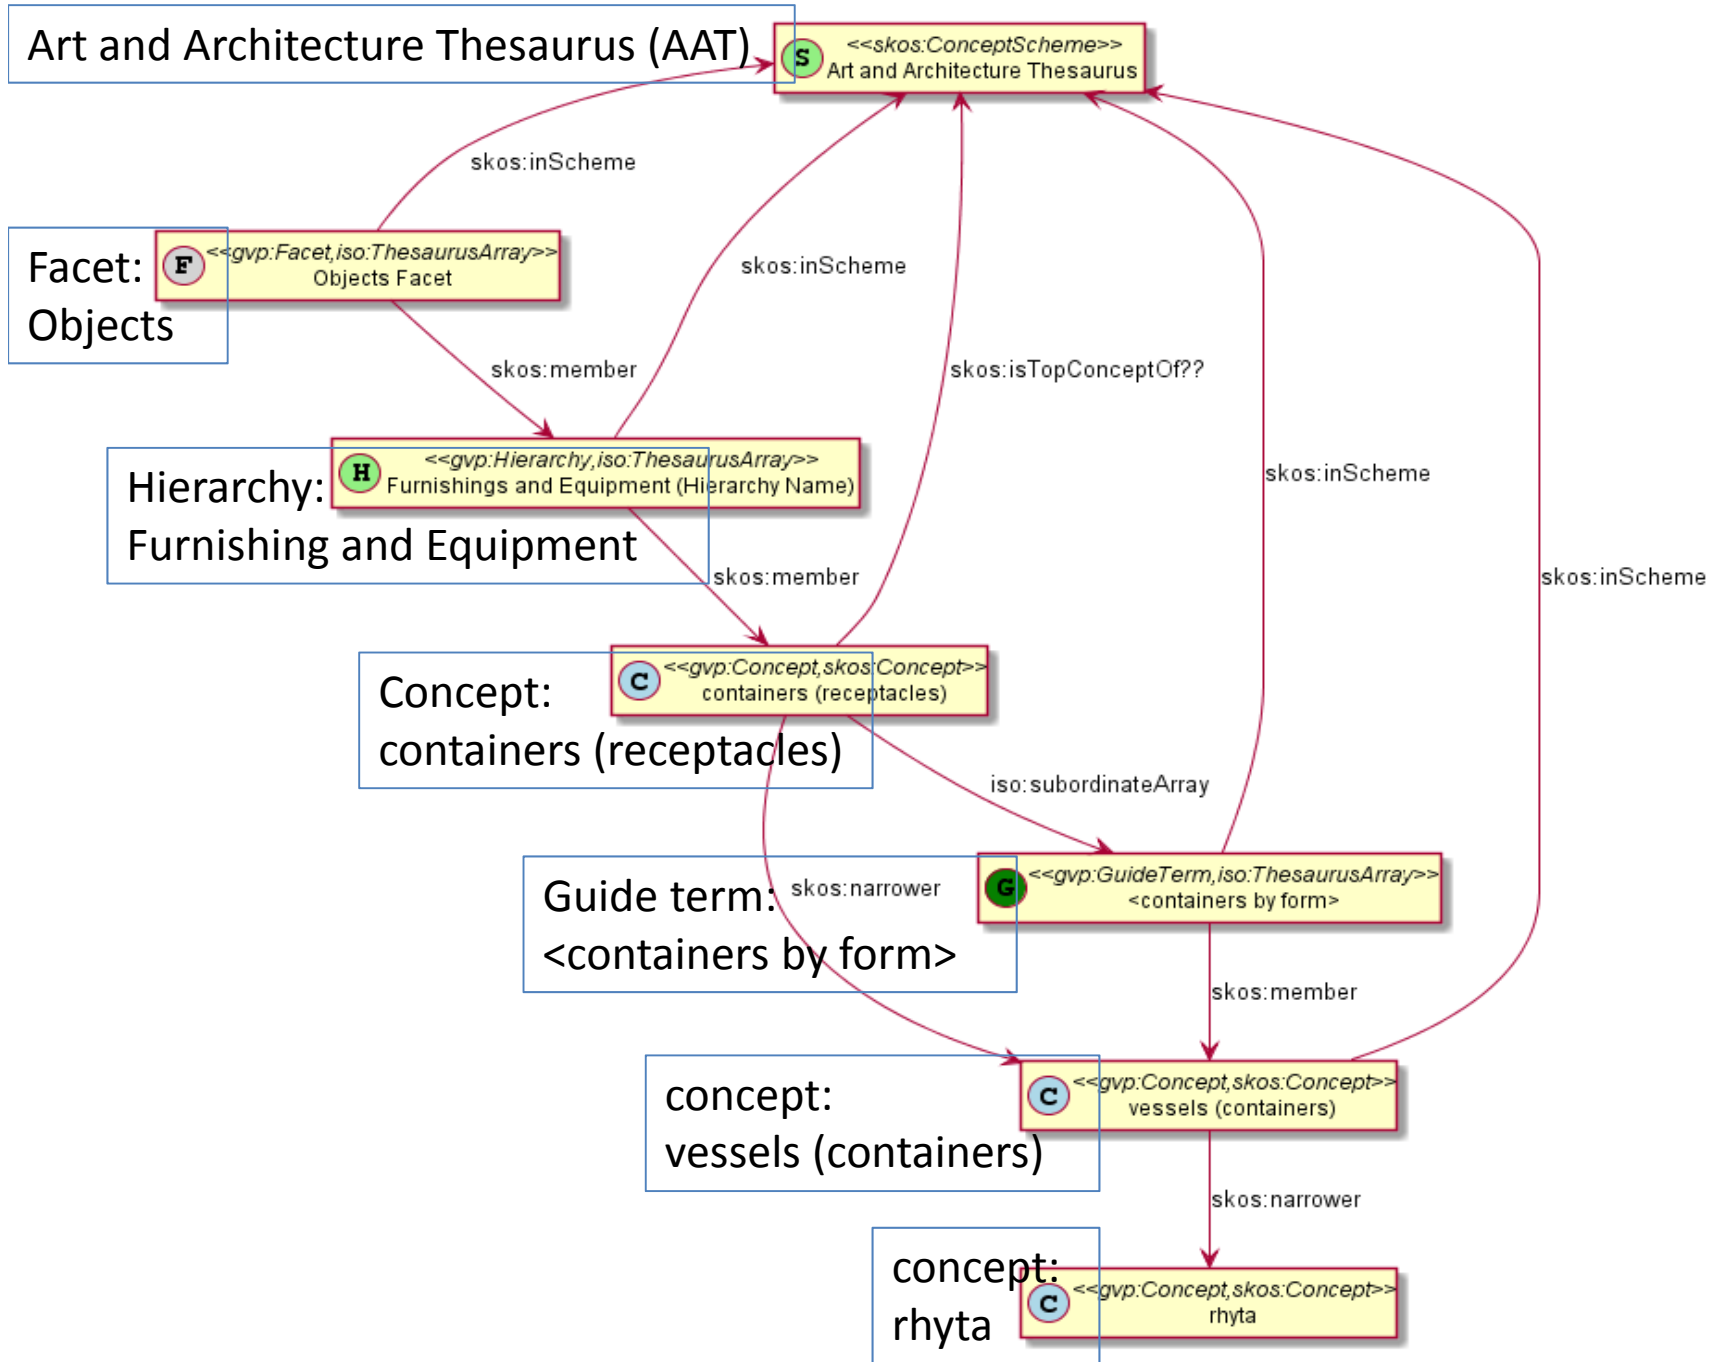 Art and Architecture Thesaurus (AAT)
S
<<skos:ConceptScheme>>
Art and Architecture Thesaurus
skos:inScheme
Facet:
Objects
F
<<gvp:Facet,iso:ThesaurusArray>>
Objects Facet
skos:inScheme
skos:member
skos:isTopConceptOf??
Hierarchy:
Furnishing and Equipment
H
<<gvp:Hierarchy,iso:ThesaurusArray>>
Furnishings and Equipment (Hierarchy Name)
skos:inScheme
skos:member
skos:inScheme
Concept:
containers (receptacles)
C
<<gvp:Concept,skos:Concept>>
containers (receptacles)
iso:subordinateArray
Guide term:
<containers by form>
skos:narrower
G
<<gvp:GuideTerm,iso:ThesaurusArray>>
<containers by form>
skos:member
concept:
vessels (containers)
C
<<gvp:Concept,skos:Concept>>
vessels (containers)
skos:narrower
concept:
rhyta
C
<<gvp:Concept,skos:Concept>>
rhyta